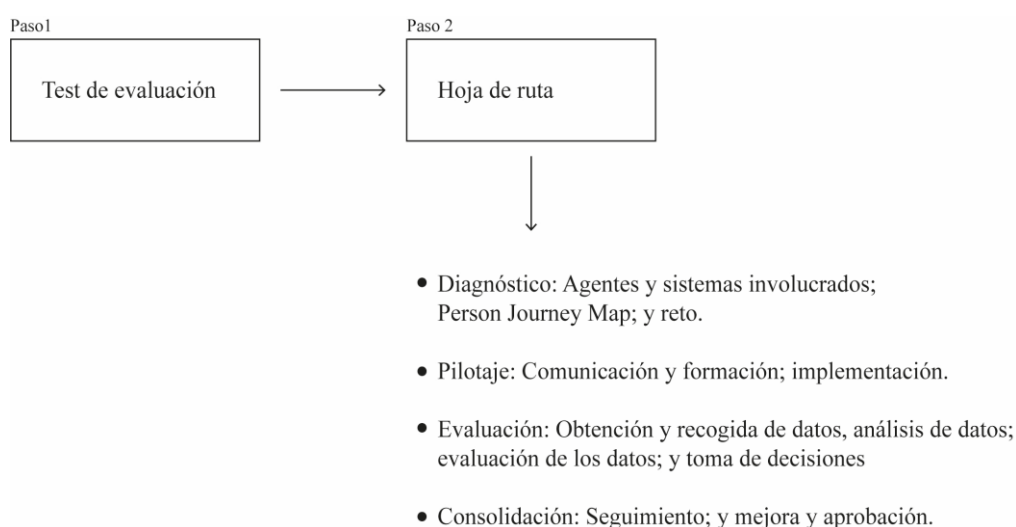 Paso1
Paso 2
Test de evaluación
Hoja de ruta
• Diagnóstico: Agentes y sistemas involucrados;
Person Journey Map; y reto.
• Pilotaje: Comunicación y formación; implementación.
• Evaluación: Obtención y recogida de datos, análisis de datos;
evaluación de los datos; y toma de decisiones
• Consolidación: Seguimiento; y mejora y aprobación.